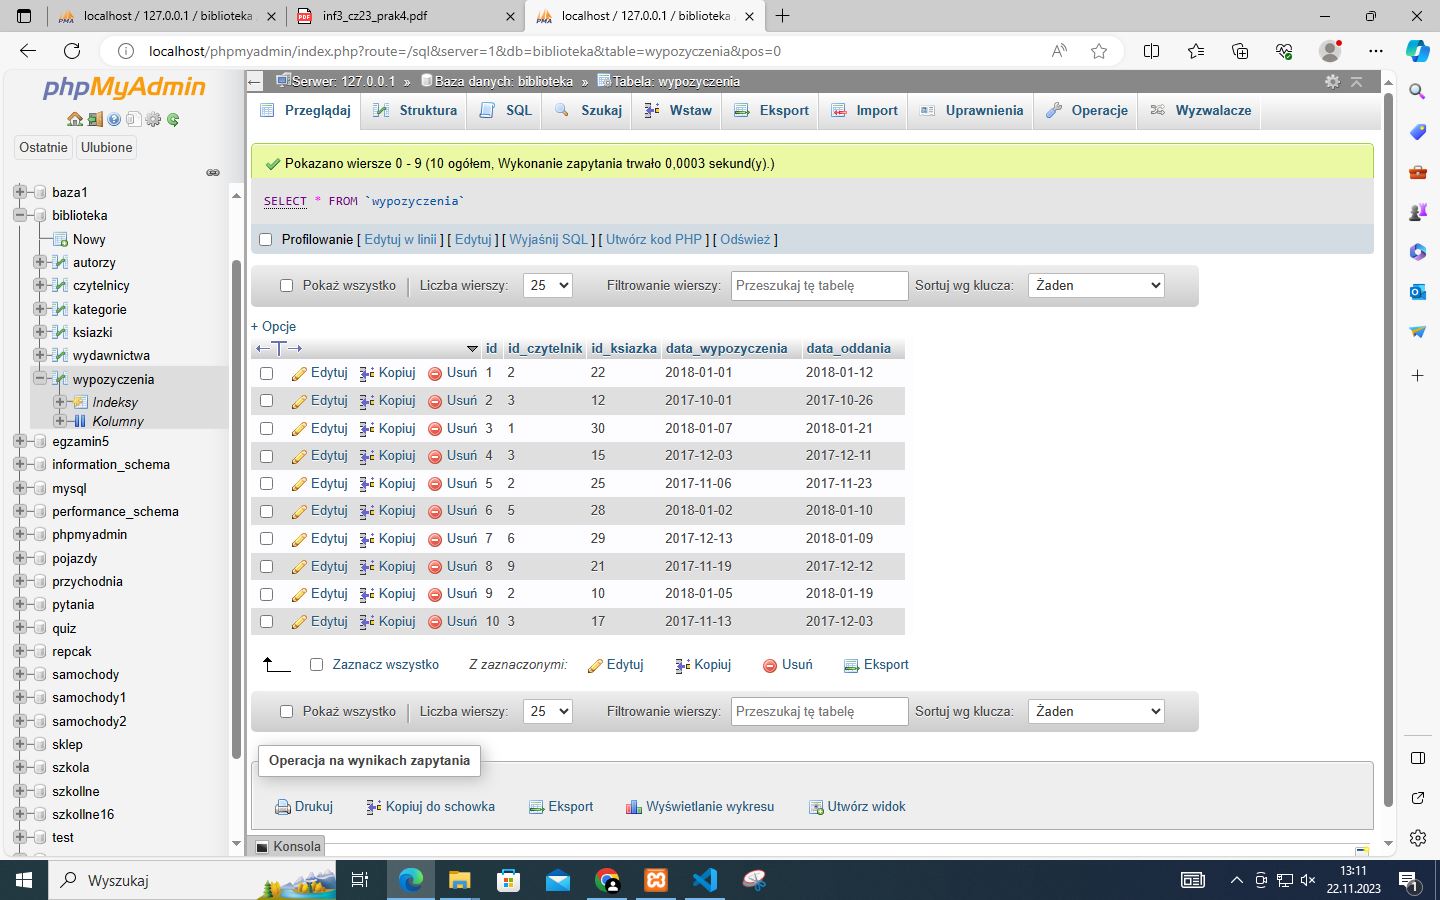 localhost / 127.0.0.1 / biblioteka
inf3_cz23_prak4.pdf
localhost / 127.0.0.1 / biblioteka
localhost/phpmyadmin/index.php?route=/sql&server=1&db=biblioteka&table=wypozyczenia&pos=0
phpMyAdmin
Ostatnie Ulubione
baza1
biblioteka
Nowy
autorzy
czytelnicy
kategorie
ksiazki
wydawnictwa
wypozyczenia
Indeksy
Kolumny
egzamin5
information_schema
mysql
performance_schema
phpmyadmin
pojazdy
przychodnia
pytania
quiz
repcak
samochody
samochody1
samochody2
sklep
szkola
szkollne
szkollne16
test
Serwer: 127.0.0.1 » Baza danych: biblioteka » Tabela: wypozyczenia
Przeglądaj Struktura SQL Szukaj Wstaw Eksport Import Uprawnienia Operacje Wyzwalacze
Pokazano wiersze 0 - 9 (10 ogółem, Wykonanie zapytania trwało 0,0003 sekund(y).)
SELECT * FROM `wypozyczenia`
Profilowanie [ Edytuj w linii ] [ Edytuj ] [ Wyjaśnij SQL ] [ Utwórz kod PHP ] [ Odśwież ]
Pokaż wszystko Liczba wierszy: 25 Filtrowanie wierszy: Przeszukaj tę tabelę Sortuj wg klucza: Żaden
+ Opcje
id id_czytelnik id_ksiazka data_wypozyczenia data_oddania
Edytuj Kopiuj Usuń 1 2 22 2018-01-01 2018-01-12
Edytuj Kopiuj Usuń 2 3 12 2017-10-01 2017-10-26
Edytuj Kopiuj Usuń 3 1 30 2018-01-07 2018-01-21
Edytuj Kopiuj Usuń 4 3 15 2017-12-03 2017-12-11
Edytuj Kopiuj Usuń 5 2 25 2017-11-06 2017-11-23
Edytuj Kopiuj Usuń 6 5 28 2018-01-02 2018-01-10
Edytuj Kopiuj Usuń 7 6 29 2017-12-13 2018-01-09
Edytuj Kopiuj Usuń 8 9 21 2017-11-19 2017-12-12
Edytuj Kopiuj Usuń 9 2 10 2018-01-05 2018-01-19
Edytuj Kopiuj Usuń 10 3 17 2017-11-13 2017-12-03
Zaznacz wszystko Z zaznaczonymi: Edytuj Kopiuj Usuń Eksport
Pokaż wszystko Liczba wierszy: 25 Filtrowanie wierszy: Przeszukaj tę tabelę Sortuj wg klucza: Żaden
Operacja na wynikach zapytania
Drukuj Kopiuj do schowka Eksport Wyświetlanie wykresu Utwórz widok
Konsola
Wyszukaj
13:11
22.11.2023
1